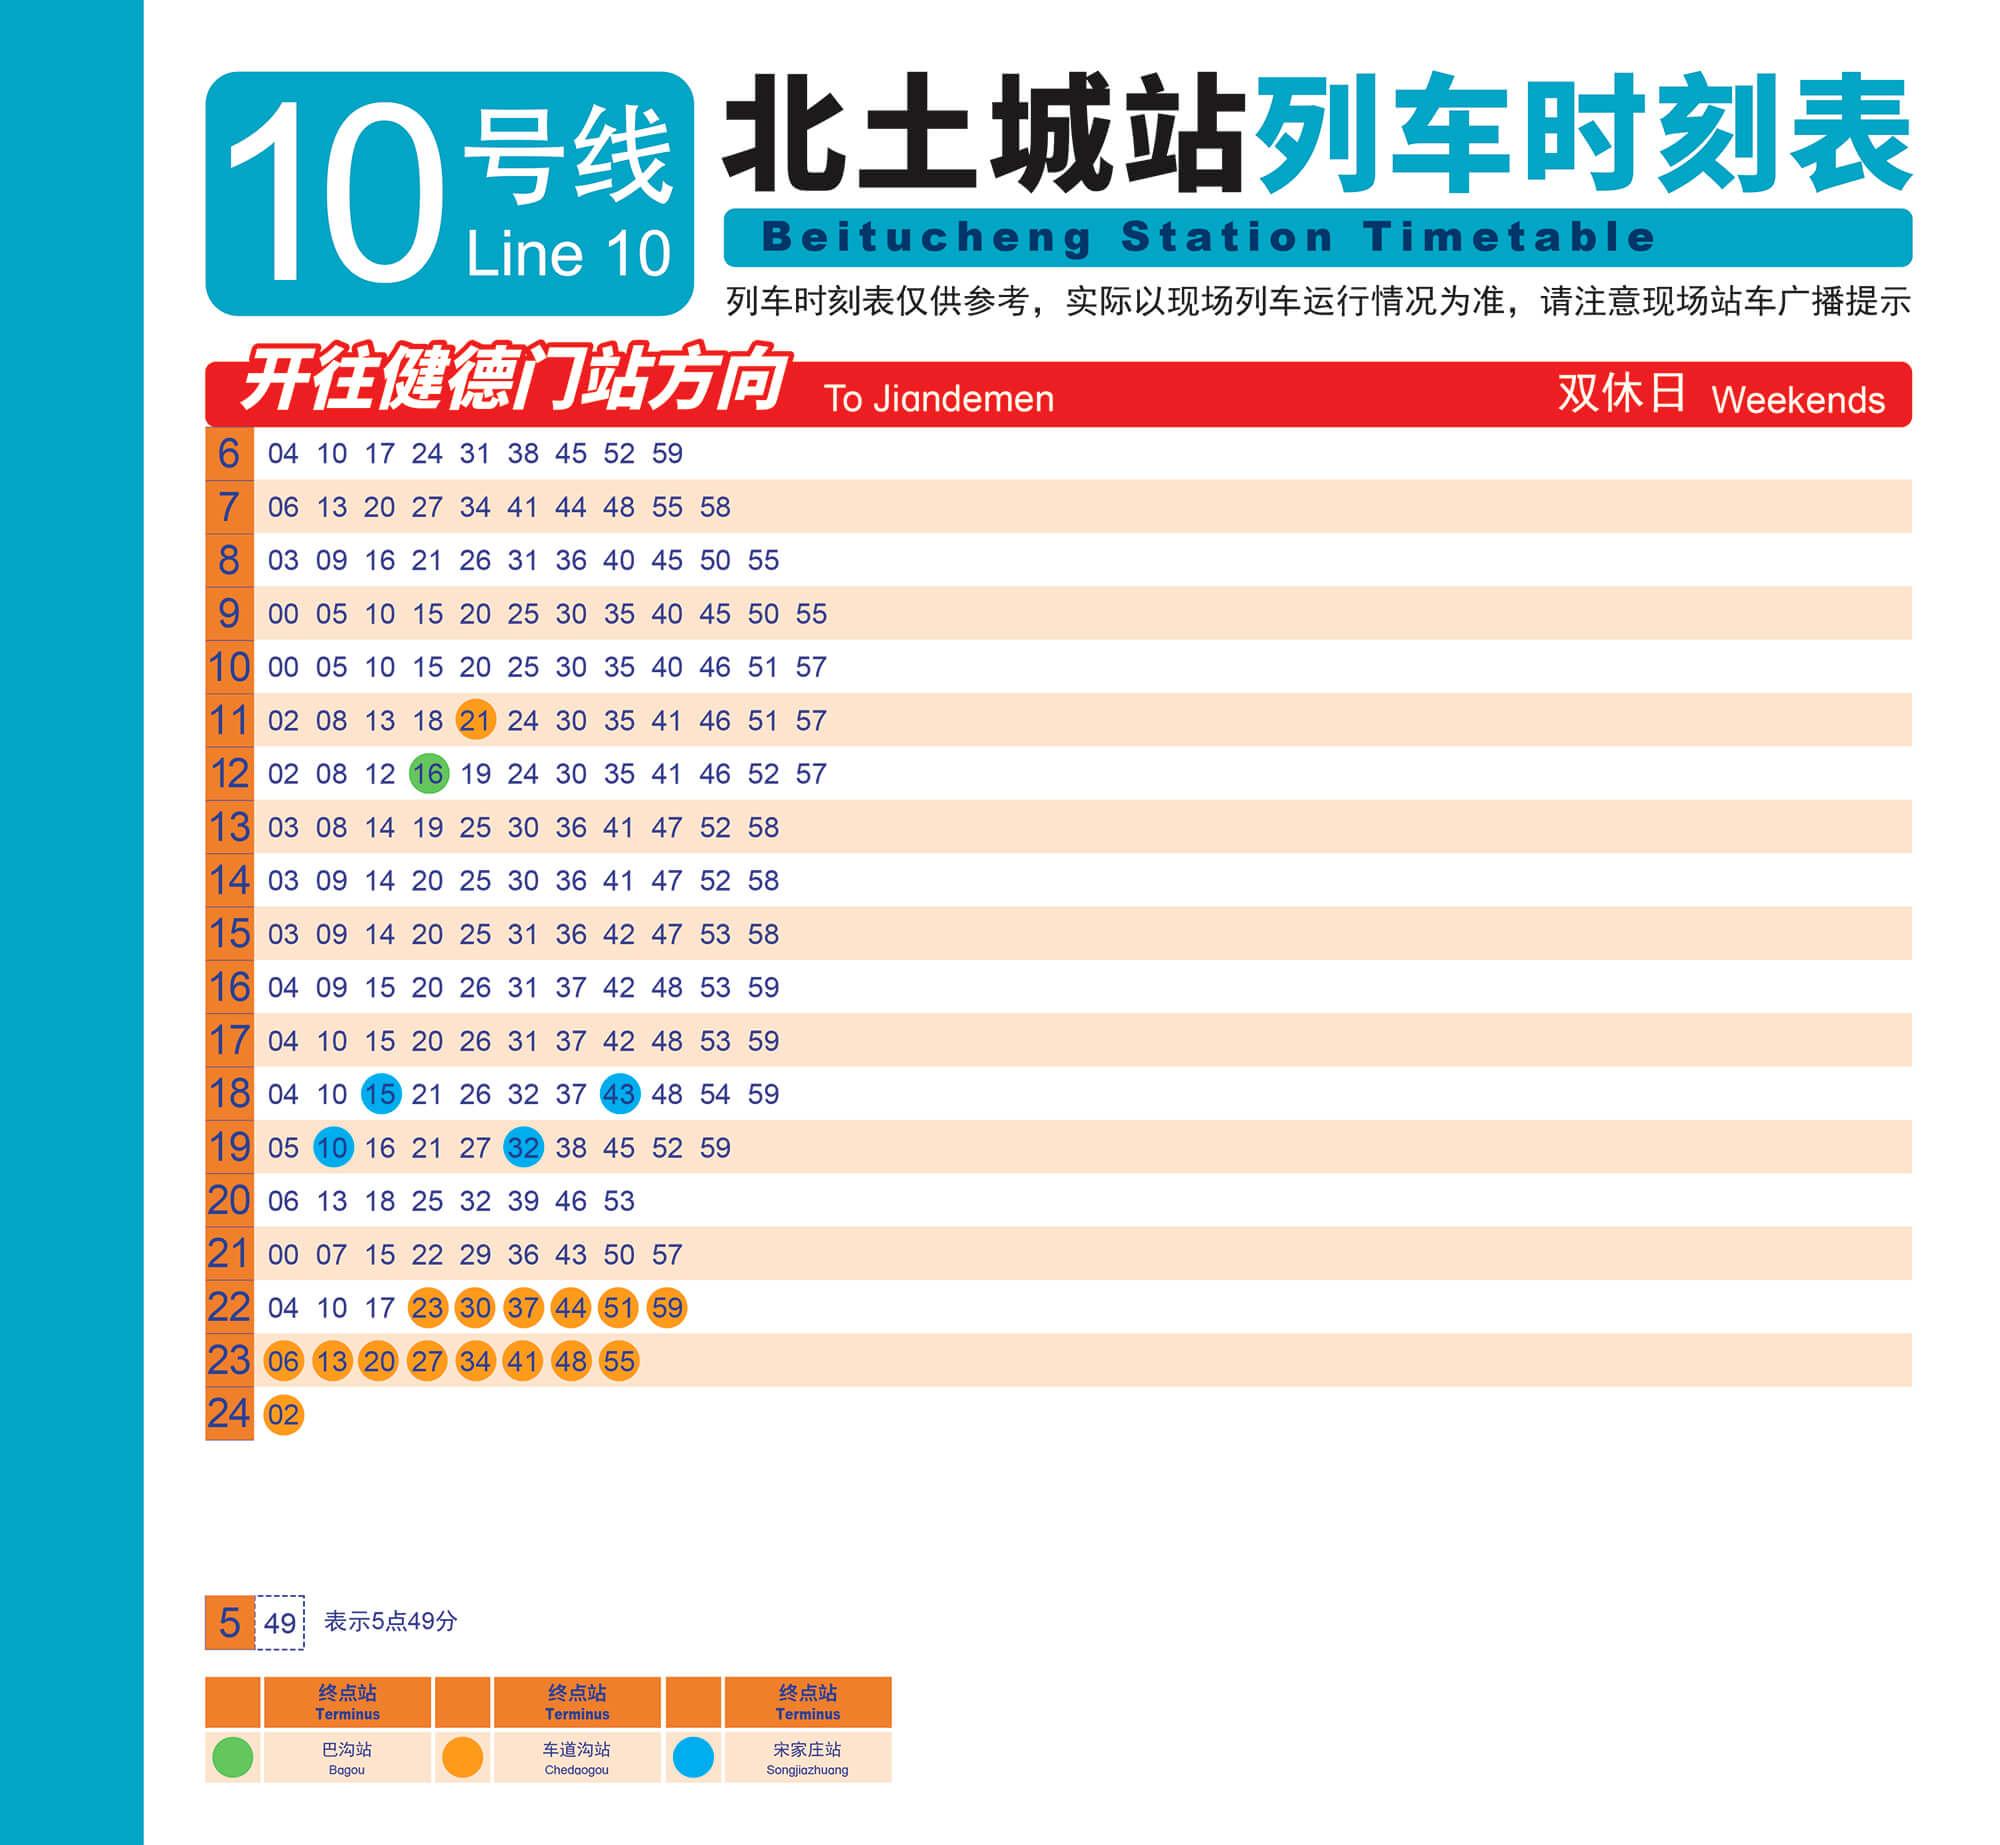 10号线
Line 10
北土城站列车时刻表
Beitucheng Station Timetable
列车时刻表仅供参考，实际以现场列车运行情况为准，请注意现场站车广播提示
开往健德门站方向 To Jiandemen 双休日 Weekends
6 04 10 17 24 31 38 45 52 59
7 06 13 20 27 34 41 44 48 55 58
8 03 09 16 21 26 31 36 40 45 50 55
9 00 05 10 15 20 25 30 35 40 45 50 55
10 00 05 10 15 20 25 30 35 40 46 51 57
11 02 08 13 18 21 24 30 35 41 46 51 57
12 02 08 12 16 19 24 30 35 41 46 52 57
13 03 08 14 19 25 30 36 41 47 52 58
14 03 09 14 20 25 30 36 41 47 52 58
15 03 09 14 20 25 31 36 42 47 53 58
16 04 09 15 20 26 31 37 42 48 53 59
17 04 10 15 20 26 31 37 42 48 53 59
18 04 10 15 21 26 32 37 43 48 54 59
19 05 10 16 21 27 32 38 45 52 59
20 06 13 18 25 32 39 46 53
21 00 07 15 22 29 36 43 50 57
22 04 10 17 23 30 37 44 51 59
23 06 13 20 27 34 41 48 55
24 02
5 49 表示5点49分
终点站 终点站 终点站
Terminus Terminus Terminus
巴沟站 车道沟站 宋家庄站
Bagou Chedaogou Songjiazhuang